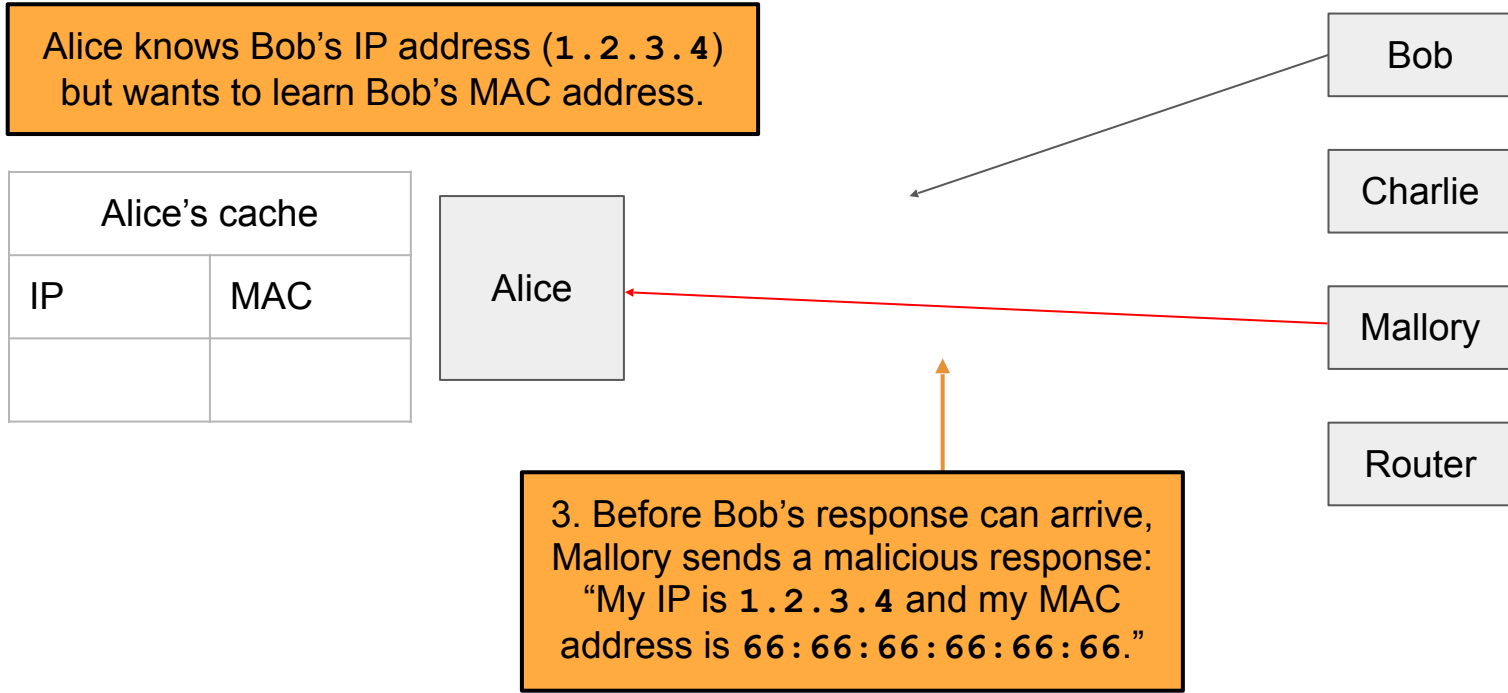 Alice knows Bob’s IP address (1.2.3.4)
but wants to learn Bob’s MAC address.
Bob
Charlie
Alice’s cache
IP
MAC
Alice
Mallory
Router
3. Before Bob’s response can arrive,
Mallory sends a malicious response:
“My IP is 1.2.3.4 and my MAC
address is 66:66:66:66:66:66.”